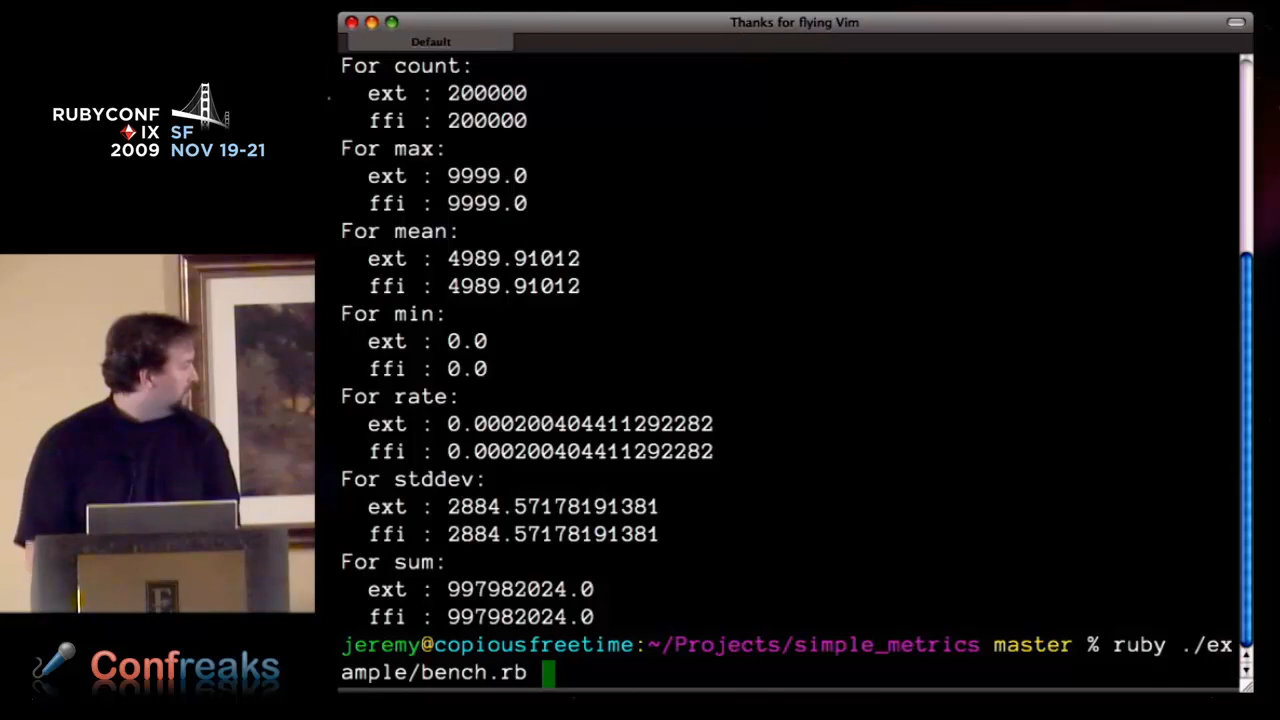 Thanks for flying Vim
Default
RUBYCONF
IX SF
2009 NOV 19-21
For count:
ext : 200000
ffi : 200000
For max:
ext : 9999.0
ffi : 9999.0
For mean:
ext : 4989.91012
ffi : 4989.91012
For min:
ext : 0.0
ffi : 0.0
For rate:
ext : 0.000200404411292282
ffi : 0.000200404411292282
For stddev:
ext : 2884.57178191381
ffi : 2884.57178191381
For sum:
ext : 997982024.0
ffi : 997982024.0
jeremy@copiousfreetime:~/Projects/simple_metrics master % ruby ./ex
ample/bench.rb
Confreaks